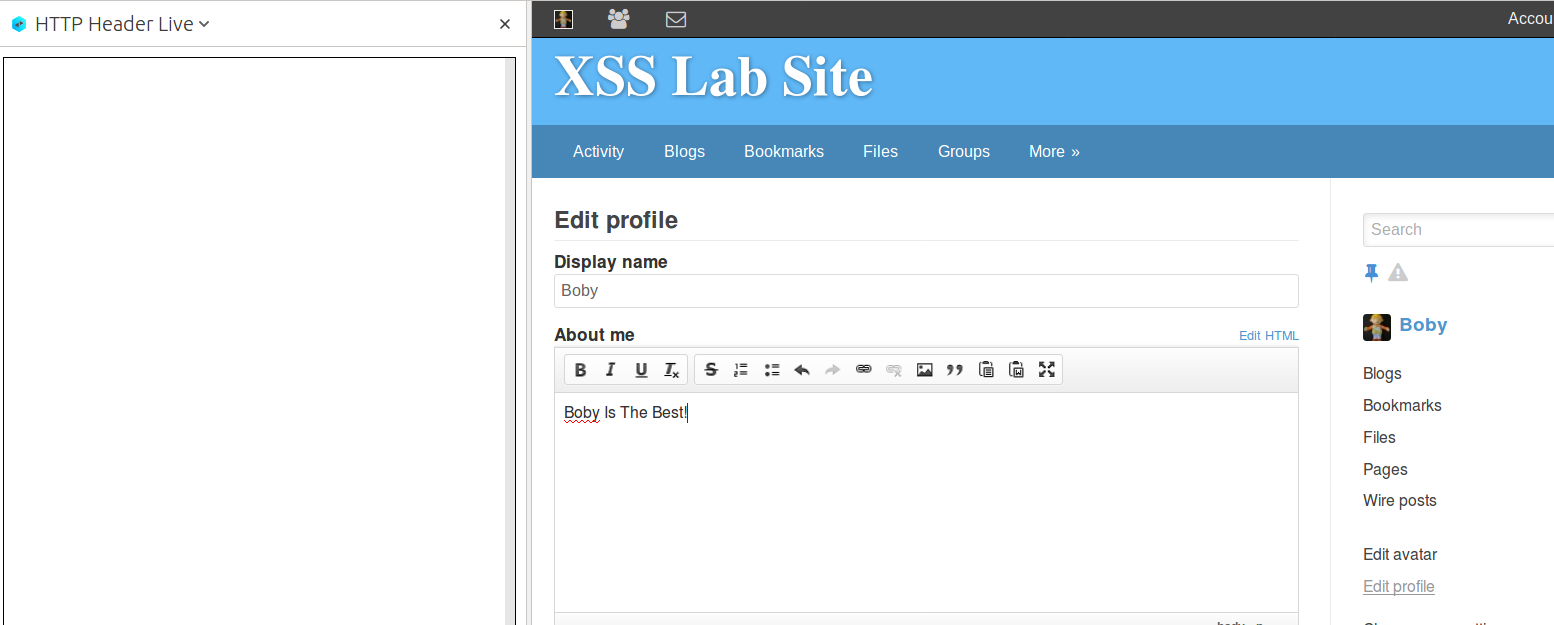 HTTP Header Live
Accou
XSS Lab Site
Activity Blogs Bookmarks Files Groups More »
Edit profile
Display name
Boby
About me
Edit HTML
B I U Tx S
Boby Is The Best!
Search
Boby
Blogs
Bookmarks
Files
Pages
Wire posts
Edit avatar
Edit profile